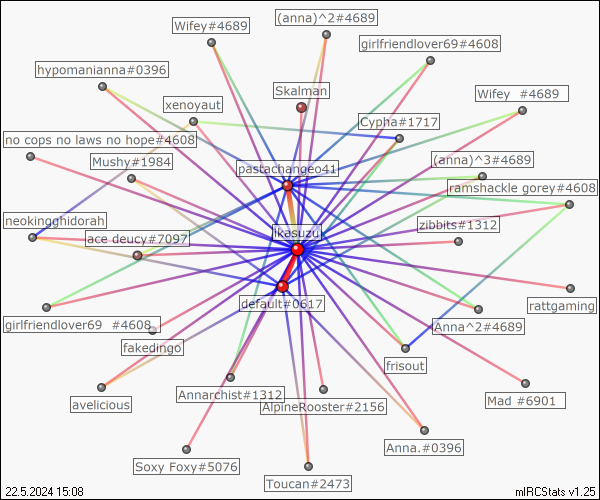 (anna)^2#4689
Wifey#4689
girlfriendlover69#4608
hypomanianna#0396
Skalman
Wifey #4689
xenoyaut
Cypha#1717
no cops no laws no hope#4608
Mushy#1984
(anna)^3#4689
pastachangeo41
ramshackle gorey#4608
neokingghidorah
zibbits#1312
ikasuzu
ace deucy#7097
default#0617
rattgaming
girlfriendlover69 #4608
Anna^2#4689
fakedingo
frisout
avelicious
Annarchist#1312
AlpineRooster#2156
Mad #6901
Anna.#0396
Soxy Foxy#5076
Toucan#2473
22.5.2024 15:08
mIRCStats v1.25